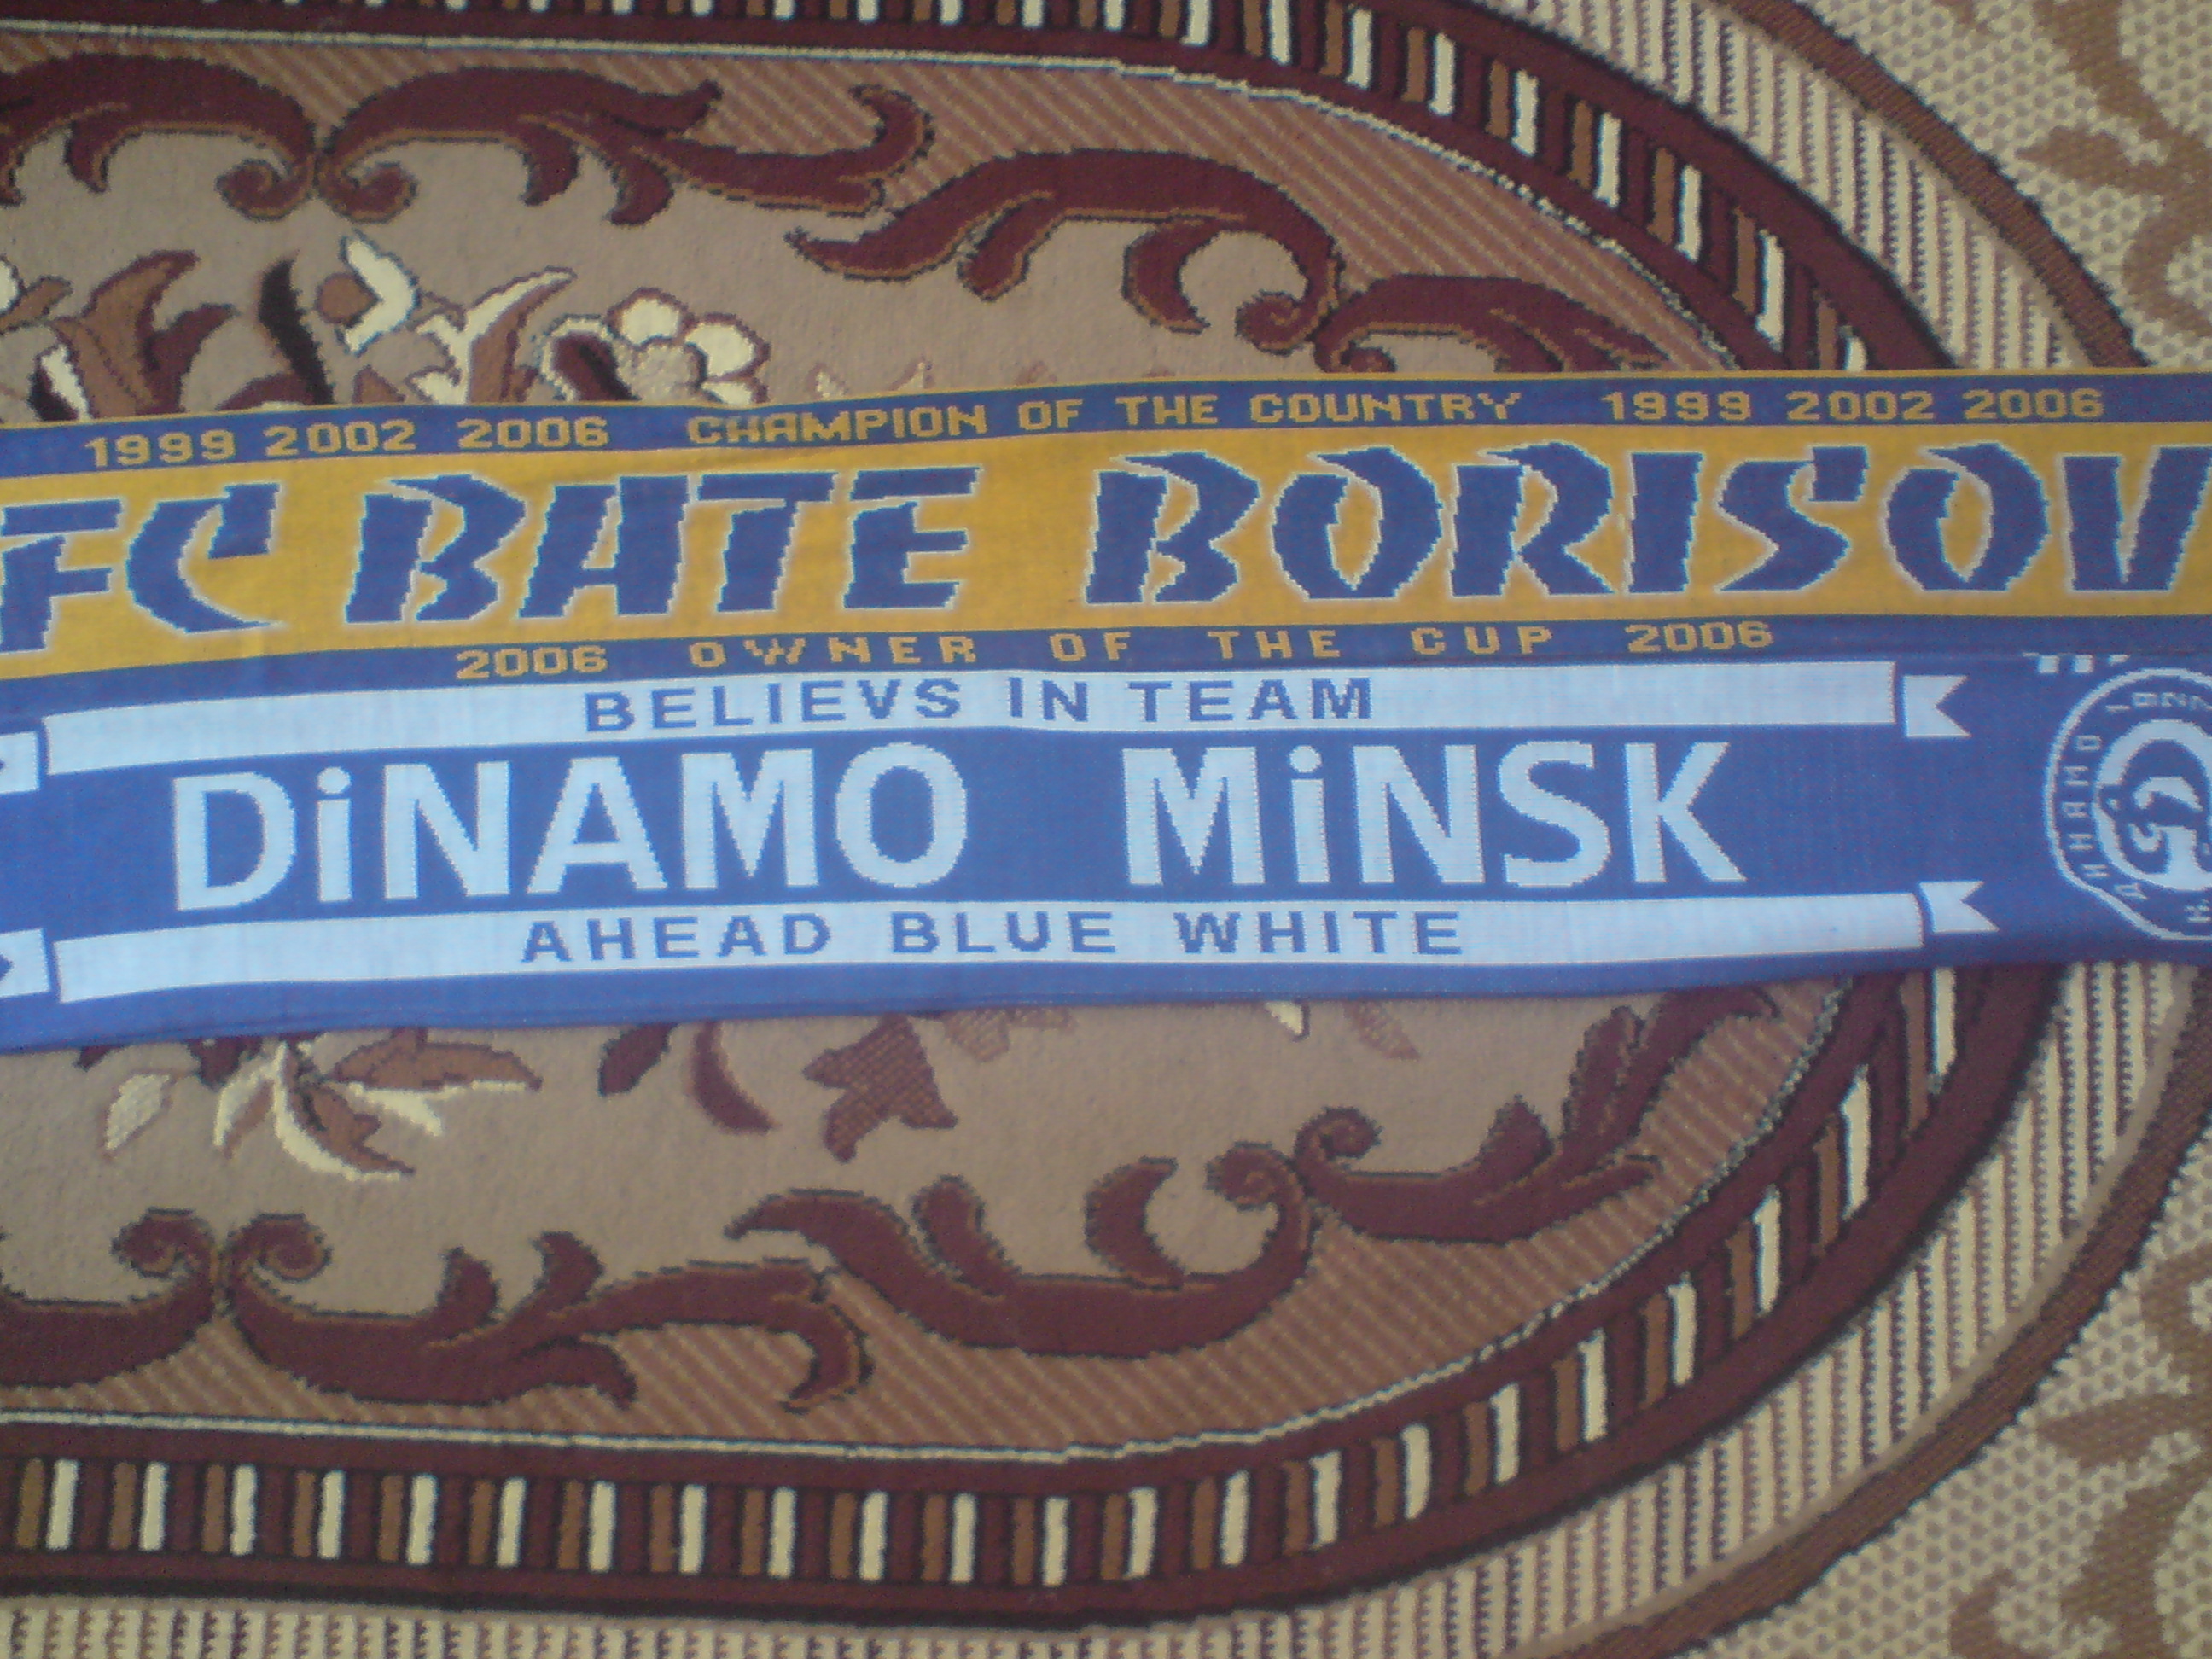 1999 2002 2006 CHAMPION OF THE COUNTRY 1999 2002 2006
FC BATE BORISOV
2006 OWNER OF THE CUP 2006
BELIEVS IN TEAM
DiNAMO MiNSK
AHEAD BLUE WHITE